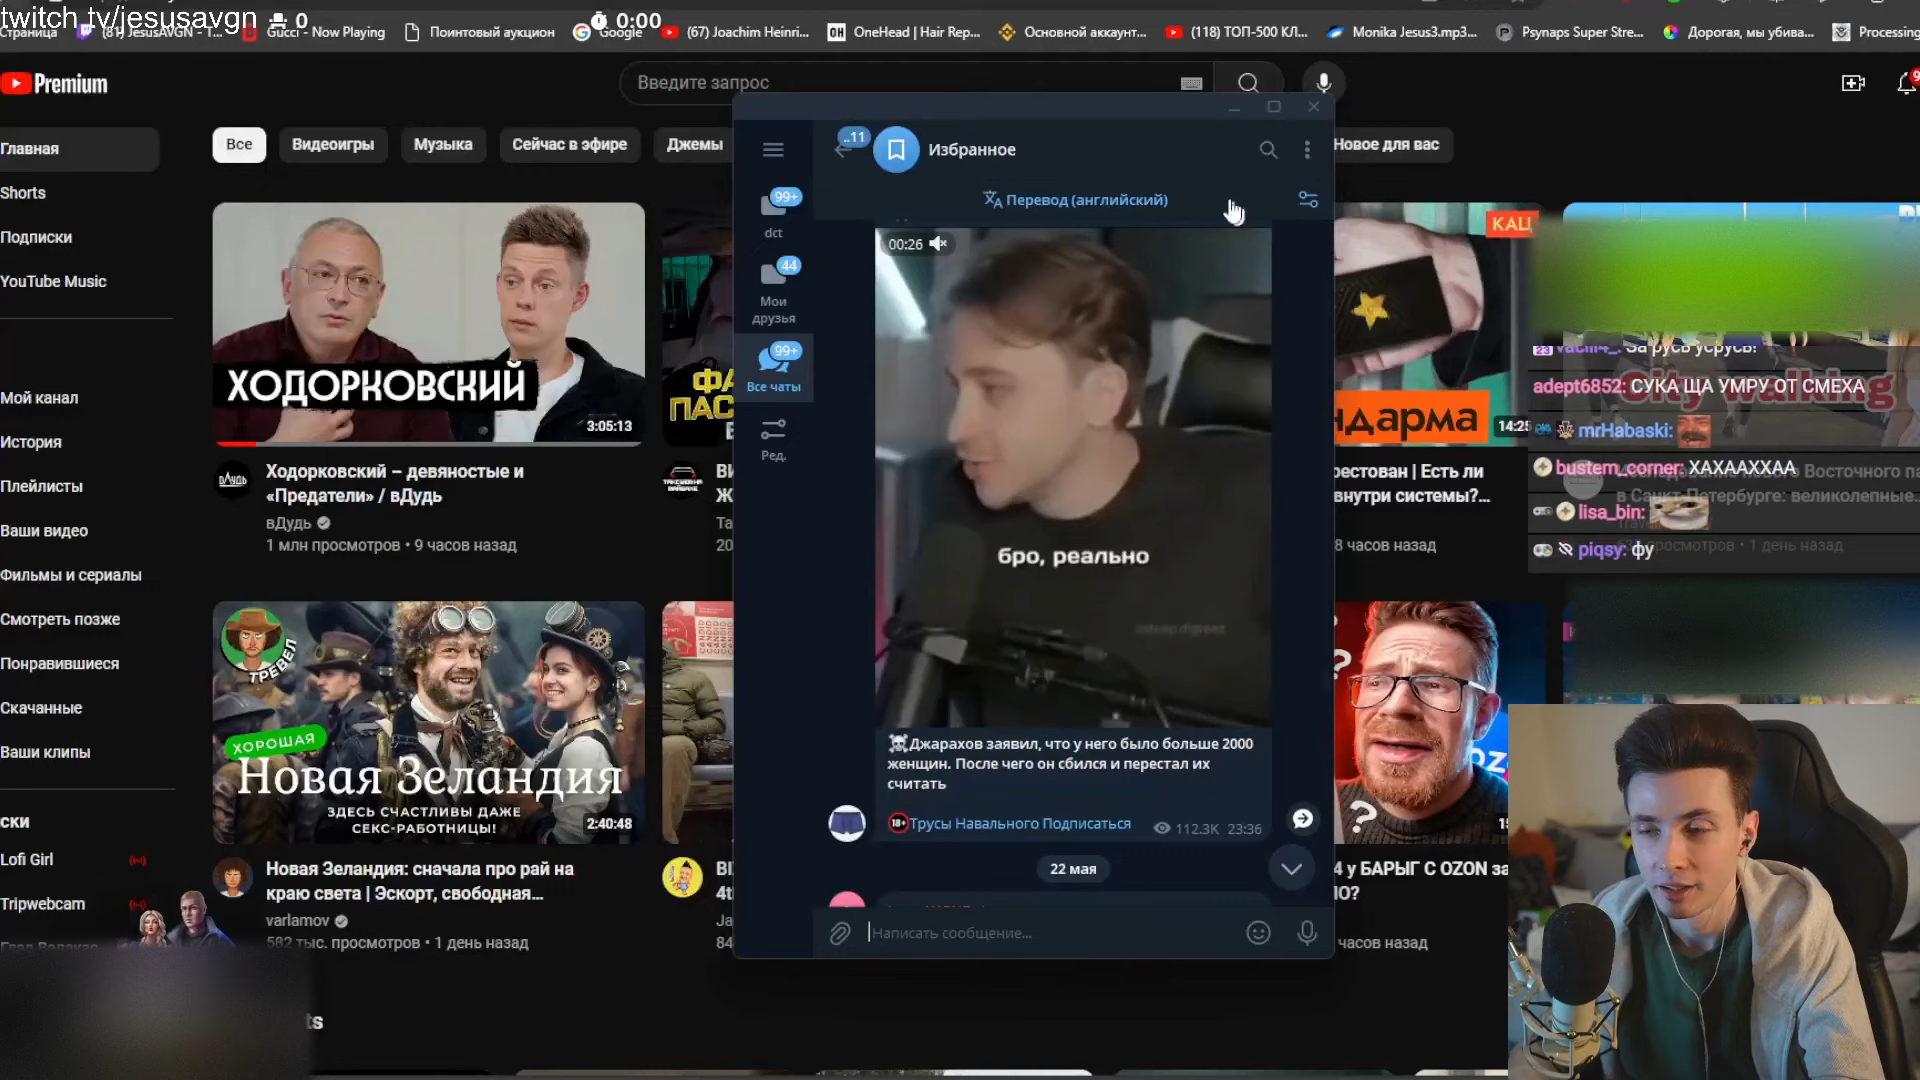 twitch.tv/jesusavgn
0
0:00
Страница
(81) JesusAVGN - T...
Gucci - Now Playing
Поинтовый аукцион
Google
(67) Joachim Heinri...
OneHead | Hair Rep...
Основной аккаунт...
(118) ТОП-500 КЛ...
Monika Jesus3.mp3...
Psynaps Super Stre...
Дорогая, мы убива...
Processing
Premium
Введите запрос
Главная
Shorts
Подписки
YouTube Music
Мой канал
История
Плейлисты
Ваши видео
Фильмы и сериалы
Смотреть позже
Понравившиеся
Скачанные
Ваши клипы
ски
Lofi Girl
Tripwebcam
Все
Видеоигры
Музыка
Сейчас в эфире
Джемы
Новое для вас
ХОДОРКОВСКИЙ
3:05:13
вДудь
Ходорковский – девяностые и
«Предатели» / вДудь
вДудь
1 млн просмотров • 9 часов назад
ТРЕВЕЛ
ХОРОШАЯ
Новая Зеландия
ЗДЕСЬ СЧАСТЛИВЫ ДАЖЕ
СЕКС-РАБОТНИЦЫ!
2:40:48
Новая Зеландия: сначала про рай на
краю света | Эскорт, свободная...
varlamov
582 тыс. просмотров • 1 день назад
ts
..11
Избранное
Перевод (английский)
99+
dct
44
Мои
друзья
99+
Все чаты
Ред.
00:26
бро, реально
Джарахов заявил, что у него было больше 2000
женщин. После чего он сбился и перестал их
считать
18+
Трусы Навального Подписаться
112.3K 23:36
22 мая
Написать сообщение...
КАЦ
ндарма
14:25
рестован | Есть ли
внутри системы?...
8 часов назад
4 у БАРЫГ С OZON за
часов назад
City walking
За русь усрусь!
adept6852: СУКА ЩА УМРУ ОТ СМЕХА
mrHabaski:
bustem_corner: ХАХААХХАА
lisa_bin:
piqsy: фу
Восточного
в Санкт-Петербурге: великолепные...
просмотров • 1 день назад